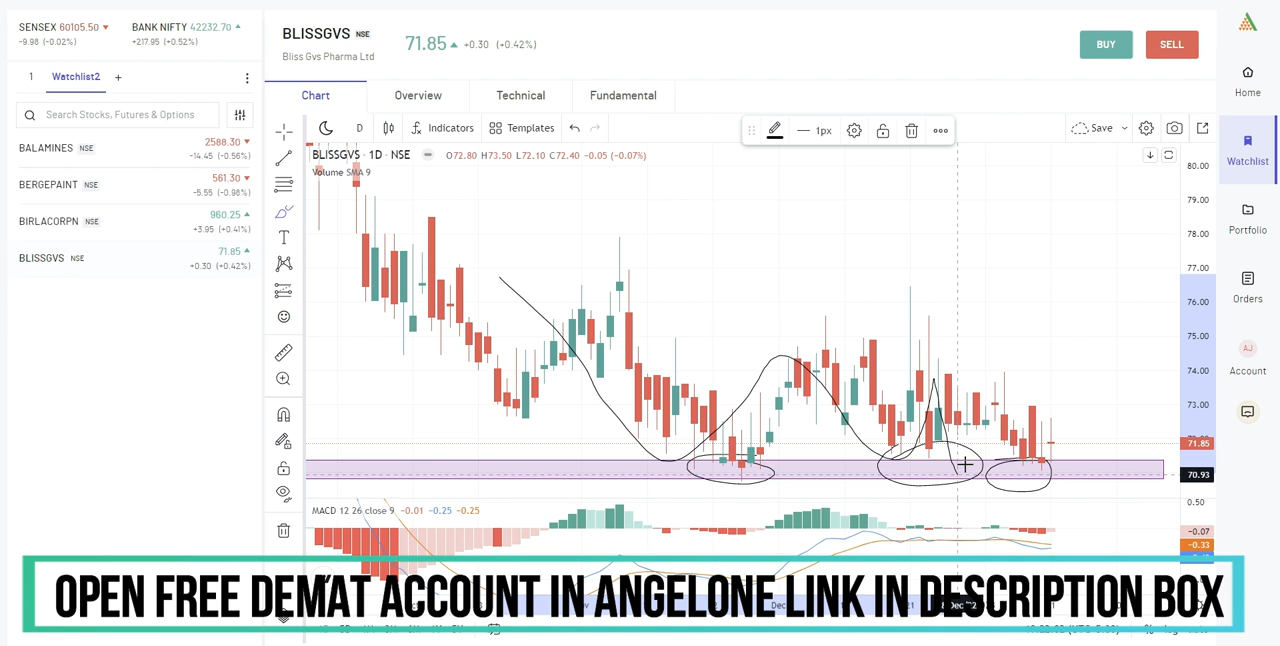 SENSEX 60105.50
-9.98 (-0.02%)
BANK NIFTY 42232.70
+217.95 (+0.52%)
1 Watchlist2 +
Search Stocks, Futures & Options
BALAMINES NSE
2588.30
-14.45 (-0.56%)
BERGEPAINT NSE
561.30
-5.55 (-0.98%)
BIRLACORPN NSE
960.25
+3.95 (+0.41%)
BLISSGVS NSE
71.85
+0.30 (+0.42%)
BLISSGVS NSE
Bliss Gvs Pharma Ltd
71.85 +0.30 (+0.42%)
BUY SELL
Chart Overview Technical Fundamental
D Indicators Templates
1px
Save
BLISSGVS · 1D · NSE O72.80 H73.50 L72.10 C72.40 -0.05 (-0.07%)
Volume SMA 9
80.00
79.00
78.00
77.00
76.00
75.00
74.00
73.00
71.85
70.93
MACD 12 26 close 9 -0.01 -0.25 -0.25
0.50
-0.07
-0.33
Dec 21
OPEN FREE DEMAT ACCOUNT IN ANGELONE LINK IN DESCRIPTION BOX
Home
Watchlist
Portfolio
Orders
AJ
Account